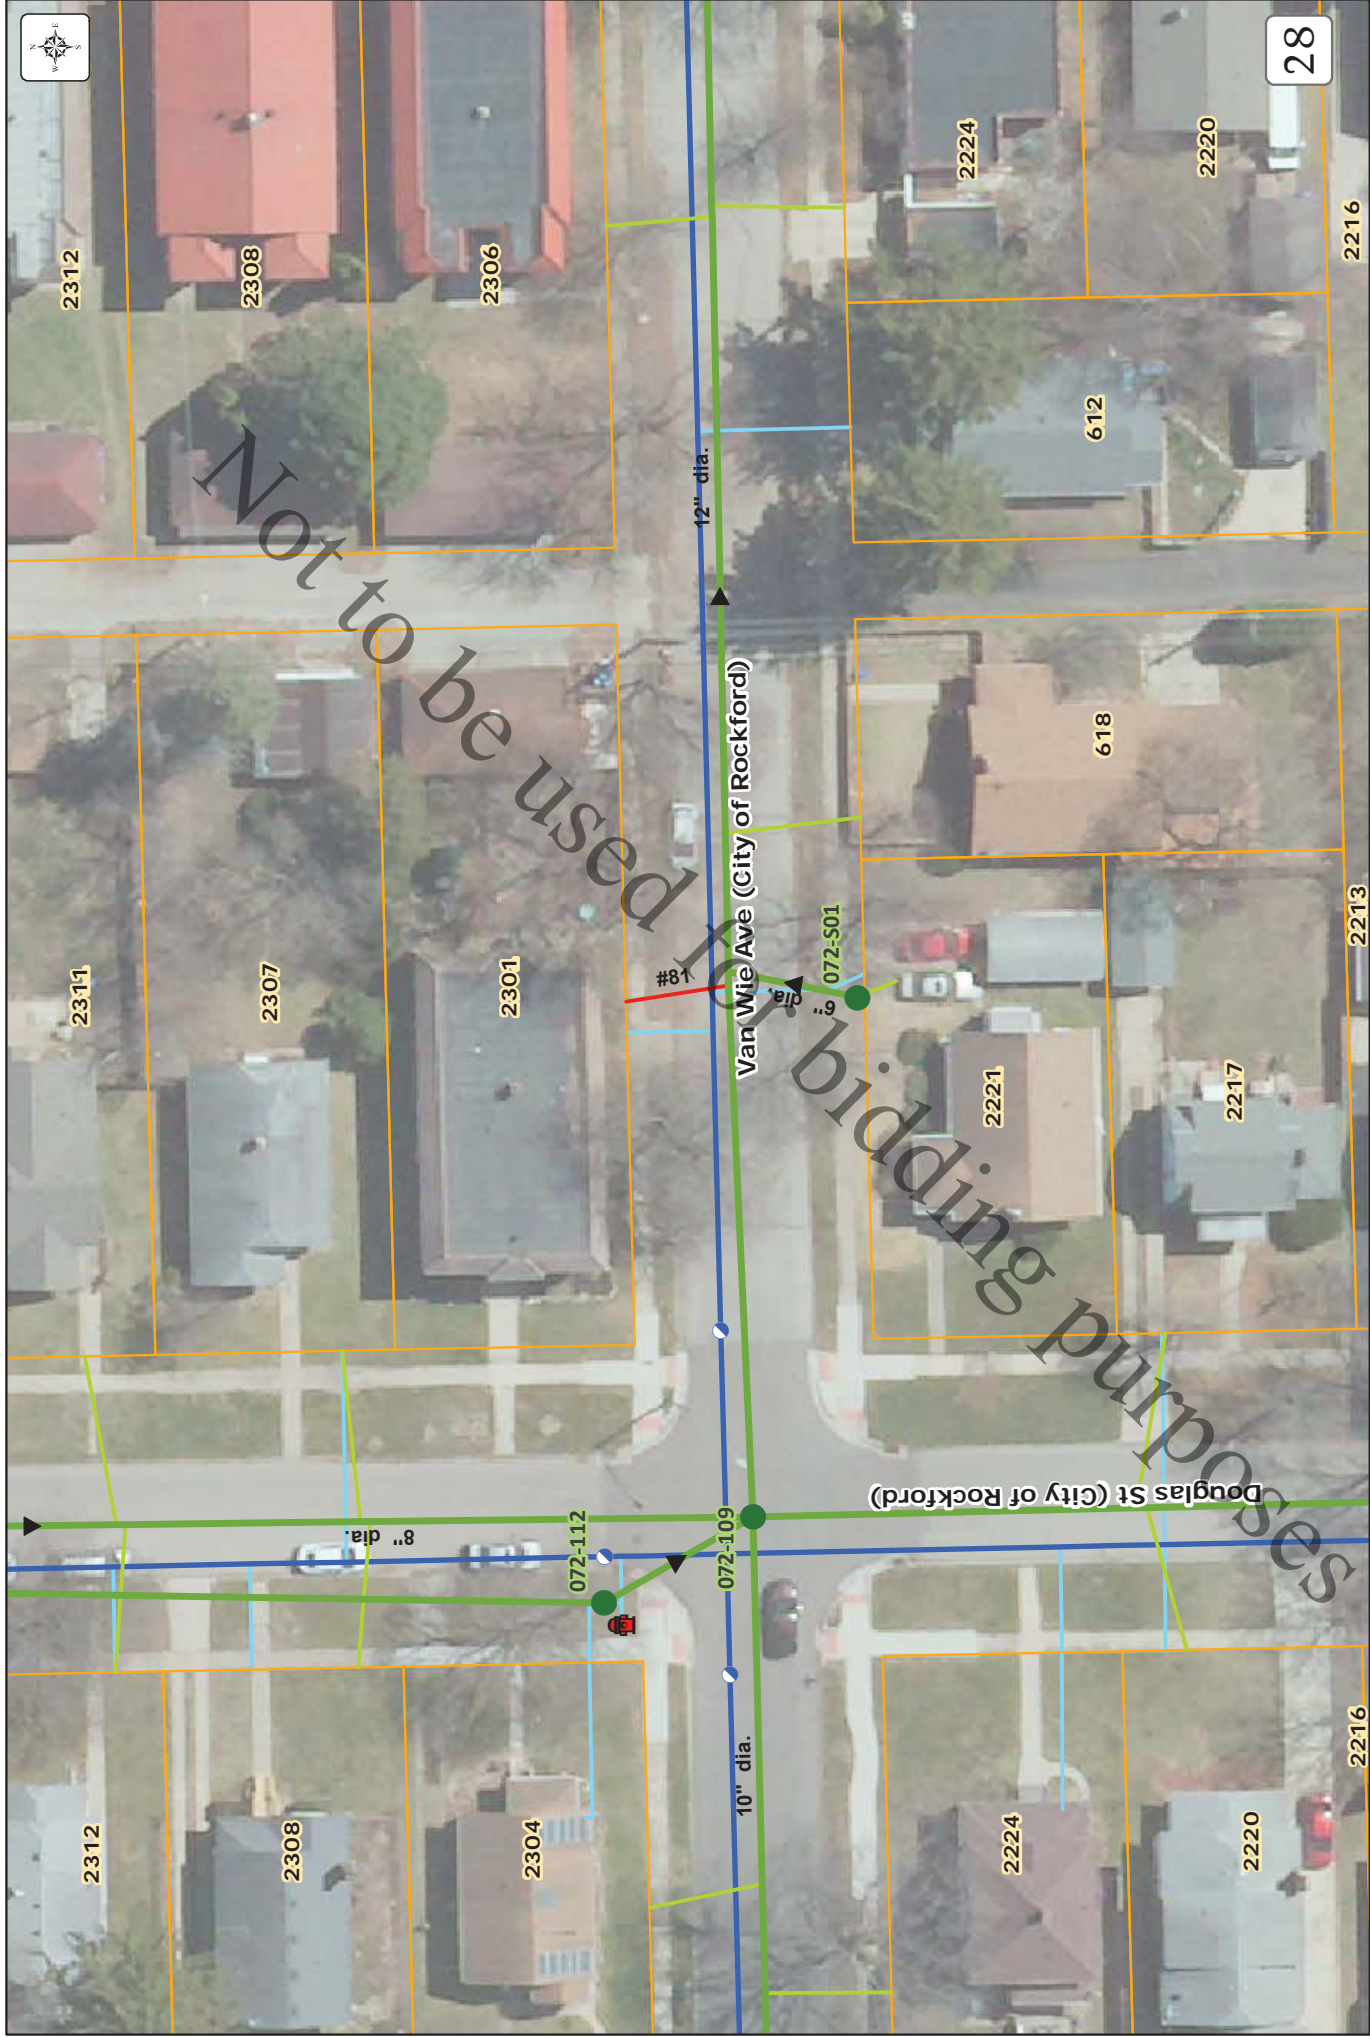 N
E
S
W
28
2312
2308
2306
2224
2220
2216
612
12" dia.
Not to be used for bidding purposes
618
Van Wie Ave (City of Rockford)
2311
2307
2301
#81
072-S01
6" dia.
2213
2221
2217
Douglas St (City of Rockford)
8" dia.
072-112
072-109
10" dia.
2312
2308
2304
2224
2220
2216